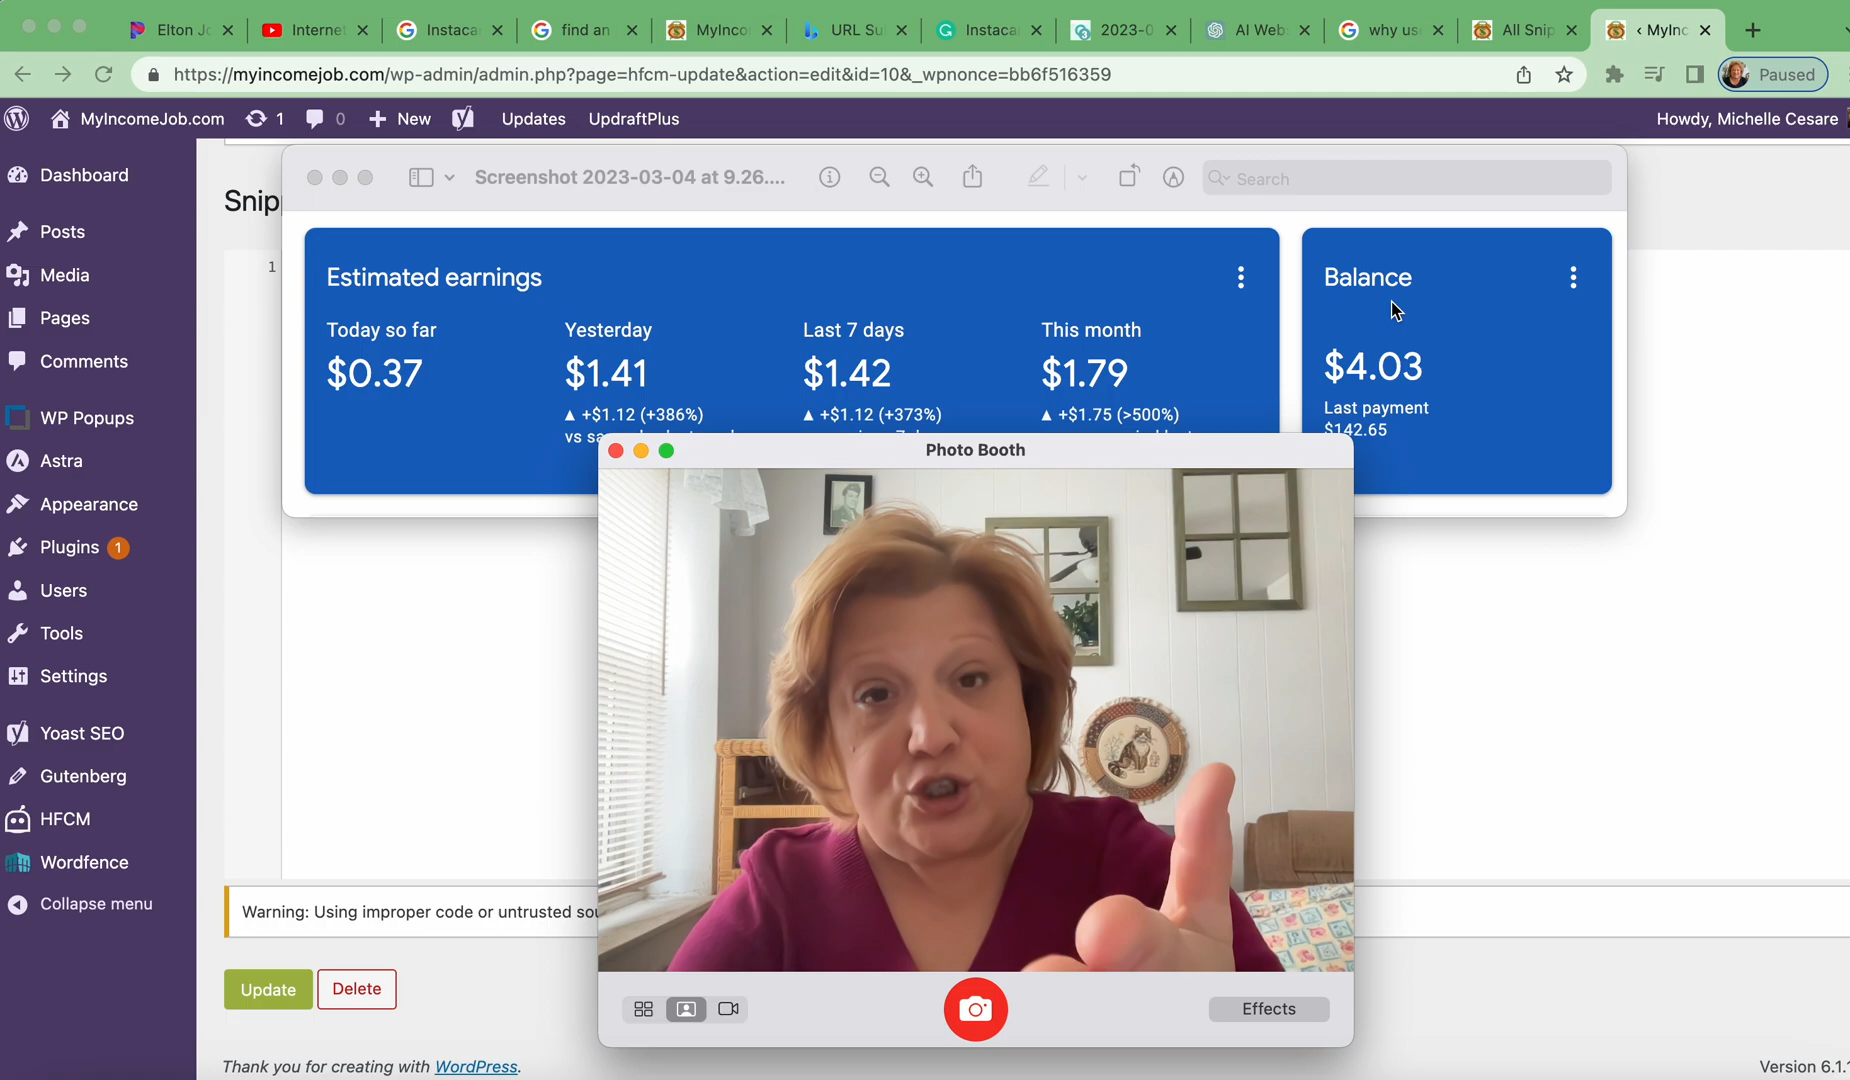 Elton Jo
Internet
Instaca
find an
MyInco
URL Su
Instaca
2023-0
AI Web
why us
All Snip
‹ MyInc
https://myincomejob.com/wp-admin/admin.php?page=hfcm-update&action=edit&id=10&_wpnonce=bb6f516359
Paused
MyIncomeJob.com
1
0
New
Updates
UpdraftPlus
Howdy, Michelle Cesare
Dashboard
Posts
Media
Pages
Comments
WP Popups
Astra
Appearance
Plugins 1
Users
Tools
Settings
Yoast SEO
Gutenberg
HFCM
Wordfence
Collapse menu
Snip
1
Screenshot 2023-03-04 at 9.26....
Search
Estimated earnings
Today so far
$0.37
Yesterday
$1.41
+$1.12 (+386%)
vs sa
Last 7 days
$1.42
+$1.12 (+373%)
This month
$1.79
+$1.75 (>500%)
Balance
$4.03
Last payment
$142.65
Photo Booth
Effects
Warning: Using improper code or untrusted sou
Update
Delete
Thank you for creating with WordPress.
Version 6.1.